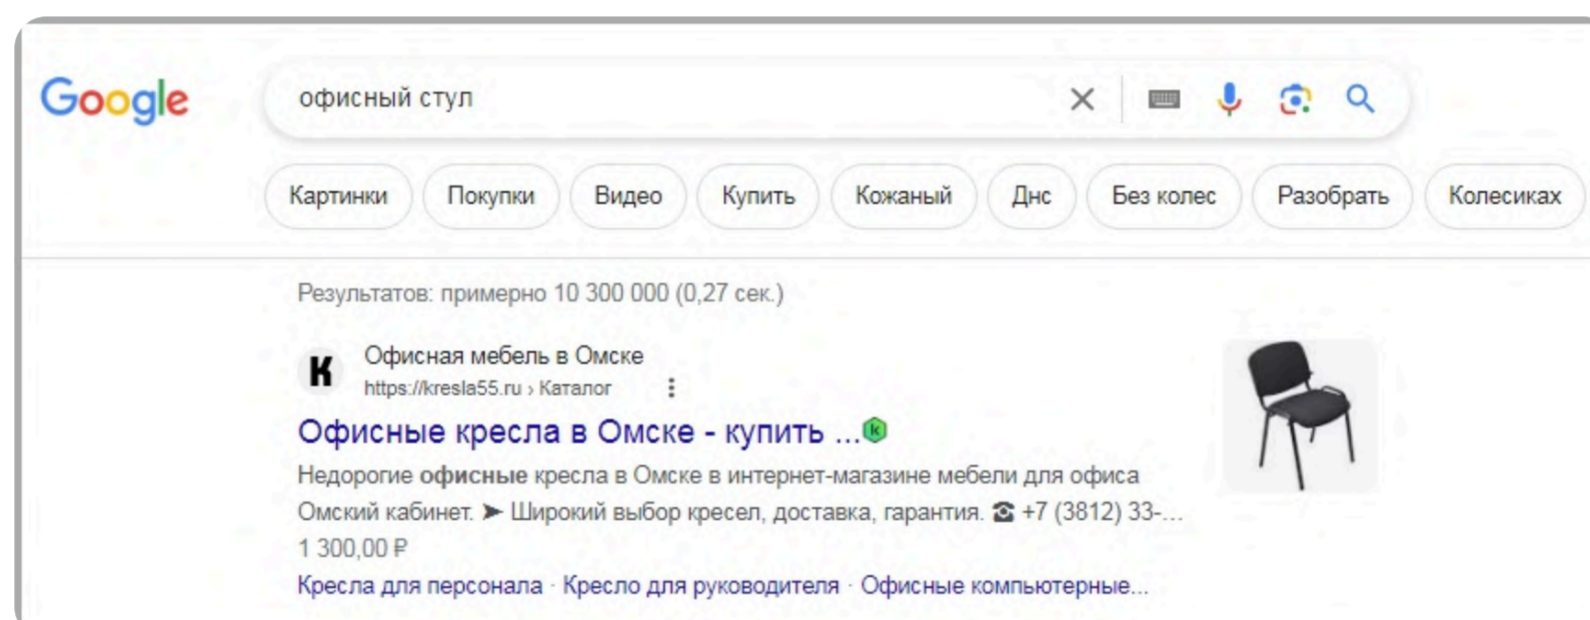 Google
офисный стул
Картинки Покупки Видео Купить Кожаный Днс Без колес Разобрать Колесиках
Результатов: примерно 10 300 000 (0,27 сек.)
К
Офисная мебель в Омске
https://kresla55.ru › Каталог
Офисные кресла в Омске - купить ...
Недорогие офисные кресла в Омске в интернет-магазине мебели для офиса
Омский кабинет. ➤ Широкий выбор кресел, доставка, гарантия. ☎ +7 (3812) 33-...
1 300,00 ₽
Кресла для персонала · Кресло для руководителя · Офисные компьютерные...